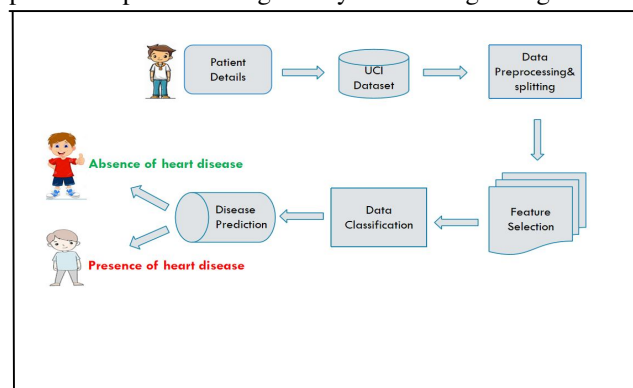 Patient
Details
UCI
Dataset
Data
Preprocessing&
splitting
Absence of heart disease
Disease
Prediction
Data
Classification
Feature
Selection
Presence of heart disease